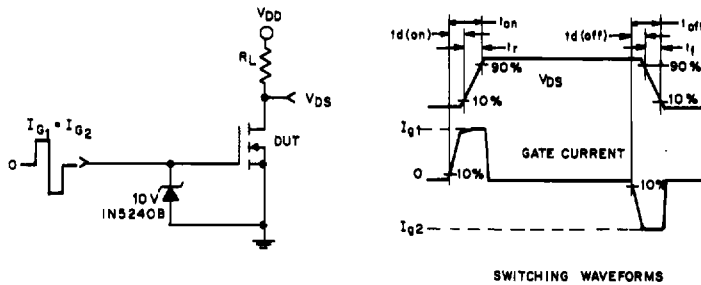 VDD
RL
VDS
IG1 = IG2
0
DUT
10V
IN5240B
ton
toff
td(on)
tr
td(off)
tf
90%
VDS
90%
10%
10%
Ig1
GATE CURRENT
0
10%
10%
Ig2
SWITCHING WAVEFORMS